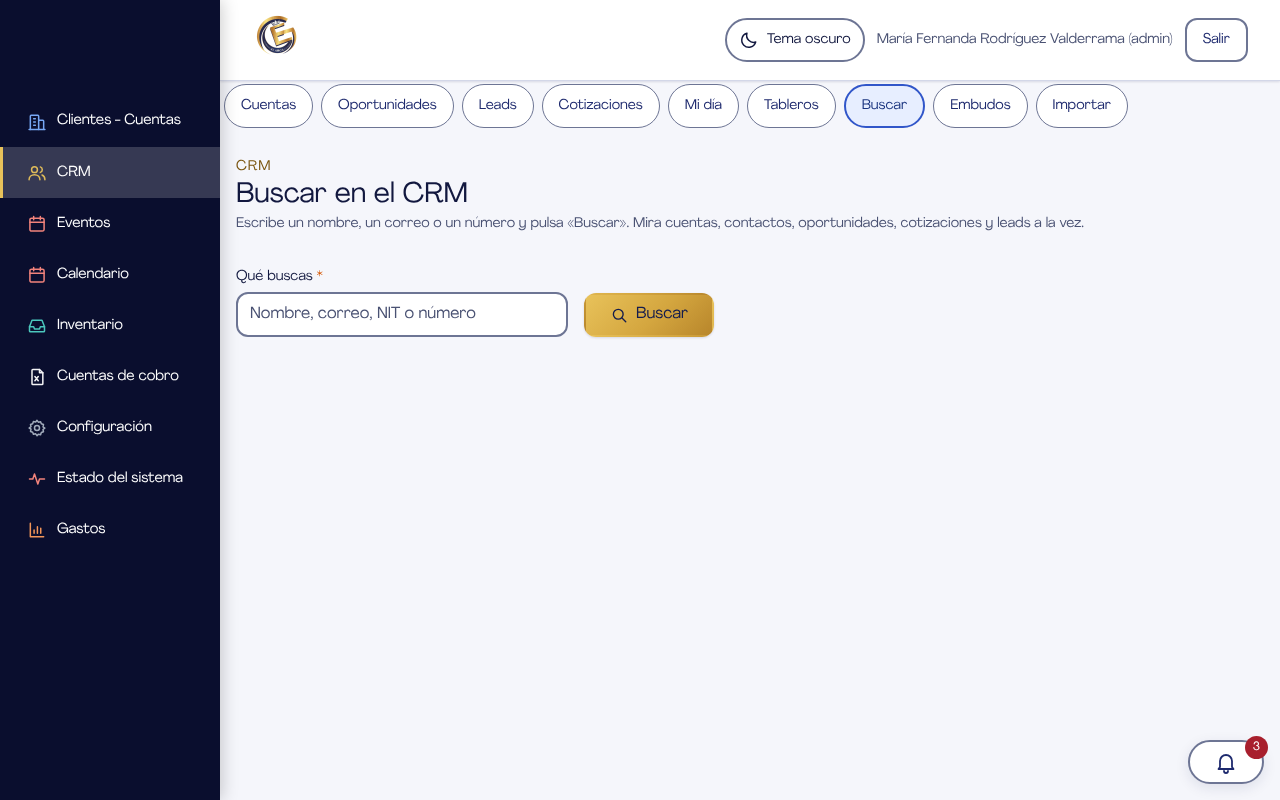 Tema oscuro
María Fernanda Rodríguez Valderrama (admin)
Salir
Clientes - Cuentas
CRM
Eventos
Calendario
Inventario
Cuentas de cobro
Configuración
Estado del sistema
Gastos
Cuentas
Oportunidades
Leads
Cotizaciones
Mi día
Tableros
Buscar
Embudos
Importar
CRM
Buscar en el CRM
Escribe un nombre, un correo o un número y pulsa «Buscar». Mira cuentas, contactos, oportunidades, cotizaciones y leads a la vez.
Qué buscas *
Nombre, correo, NIT o número
Buscar
3